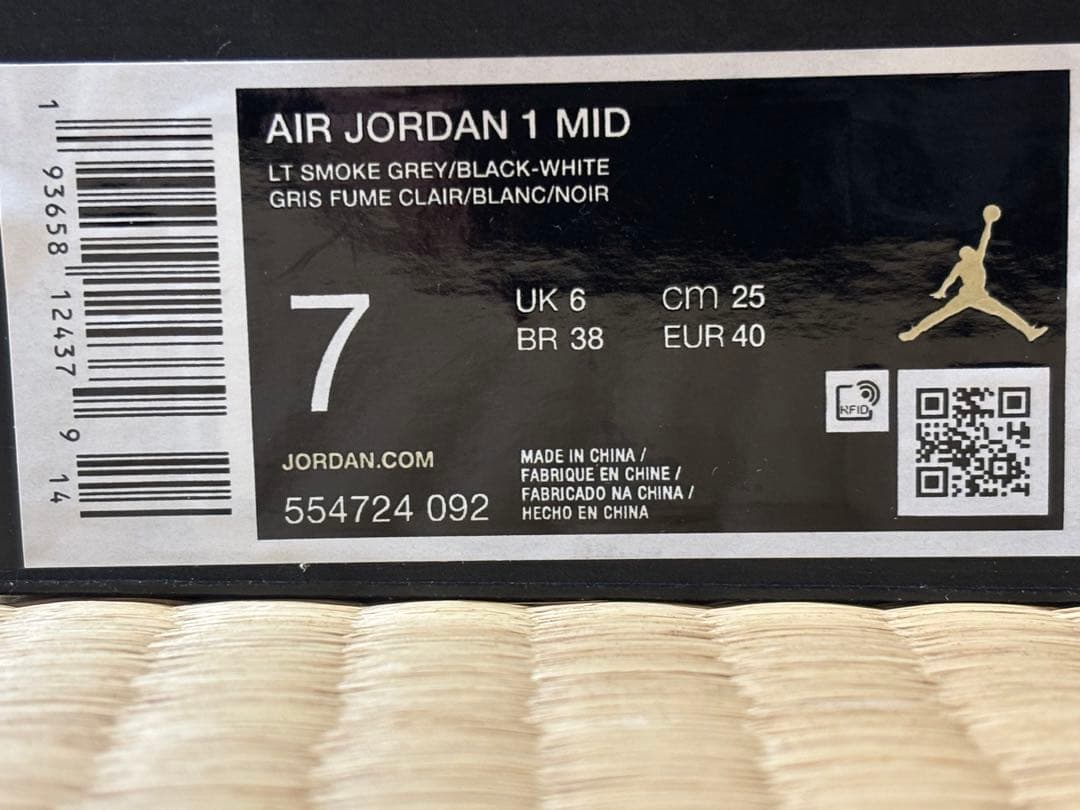 1 93658 12437 9 14
AIR JORDAN 1 MID
LT SMOKE GREY/BLACK-WHITE
GRIS FUME CLAIR/BLANC/NOIR
7
UK 6 cm 25
BR 38 EUR 40
RFID
JORDAN.COM
554724 092
MADE IN CHINA /
FABRIQUE EN CHINE /
FABRICADO NA CHINA /
HECHO EN CHINA